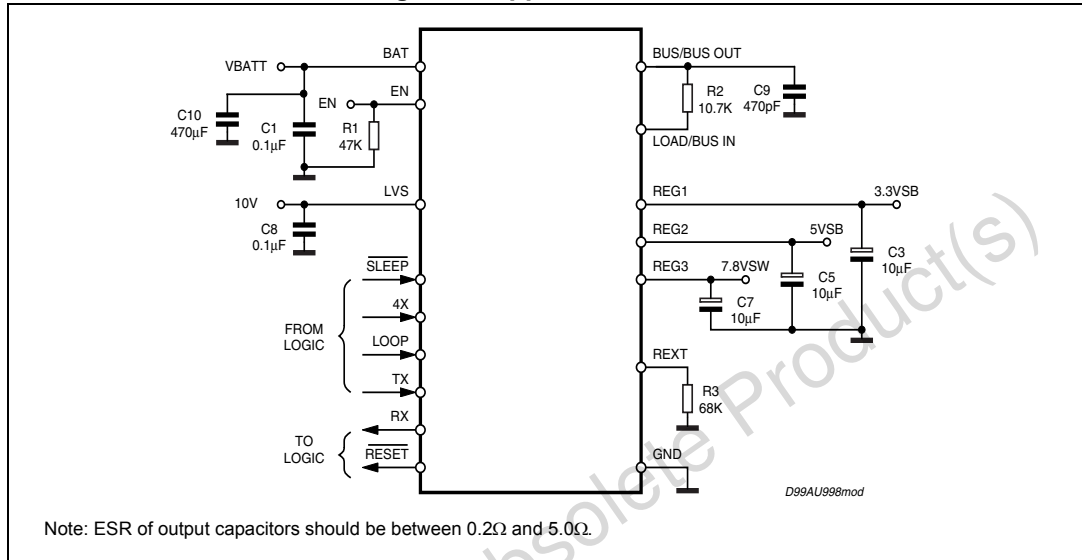 BAT
VBATT
EN
EN
C10
470µF
C1
0.1µF
R1
47K
LVS
10V
C8
0.1µF
SLEEP
4X
FROM
LOGIC
LOOP
TX
RX
TO
LOGIC
RESET
BUS/BUS OUT
R2
10.7K
C9
470pF
LOAD/BUS IN
REG1
3.3VSB
REG2
5VSB
REG3
7.8VSW
C3
10µF
C5
10µF
C7
10µF
REXT
R3
68K
GND
D99AU998mod
Note: ESR of output capacitors should be between 0.2Ω and 5.0Ω.